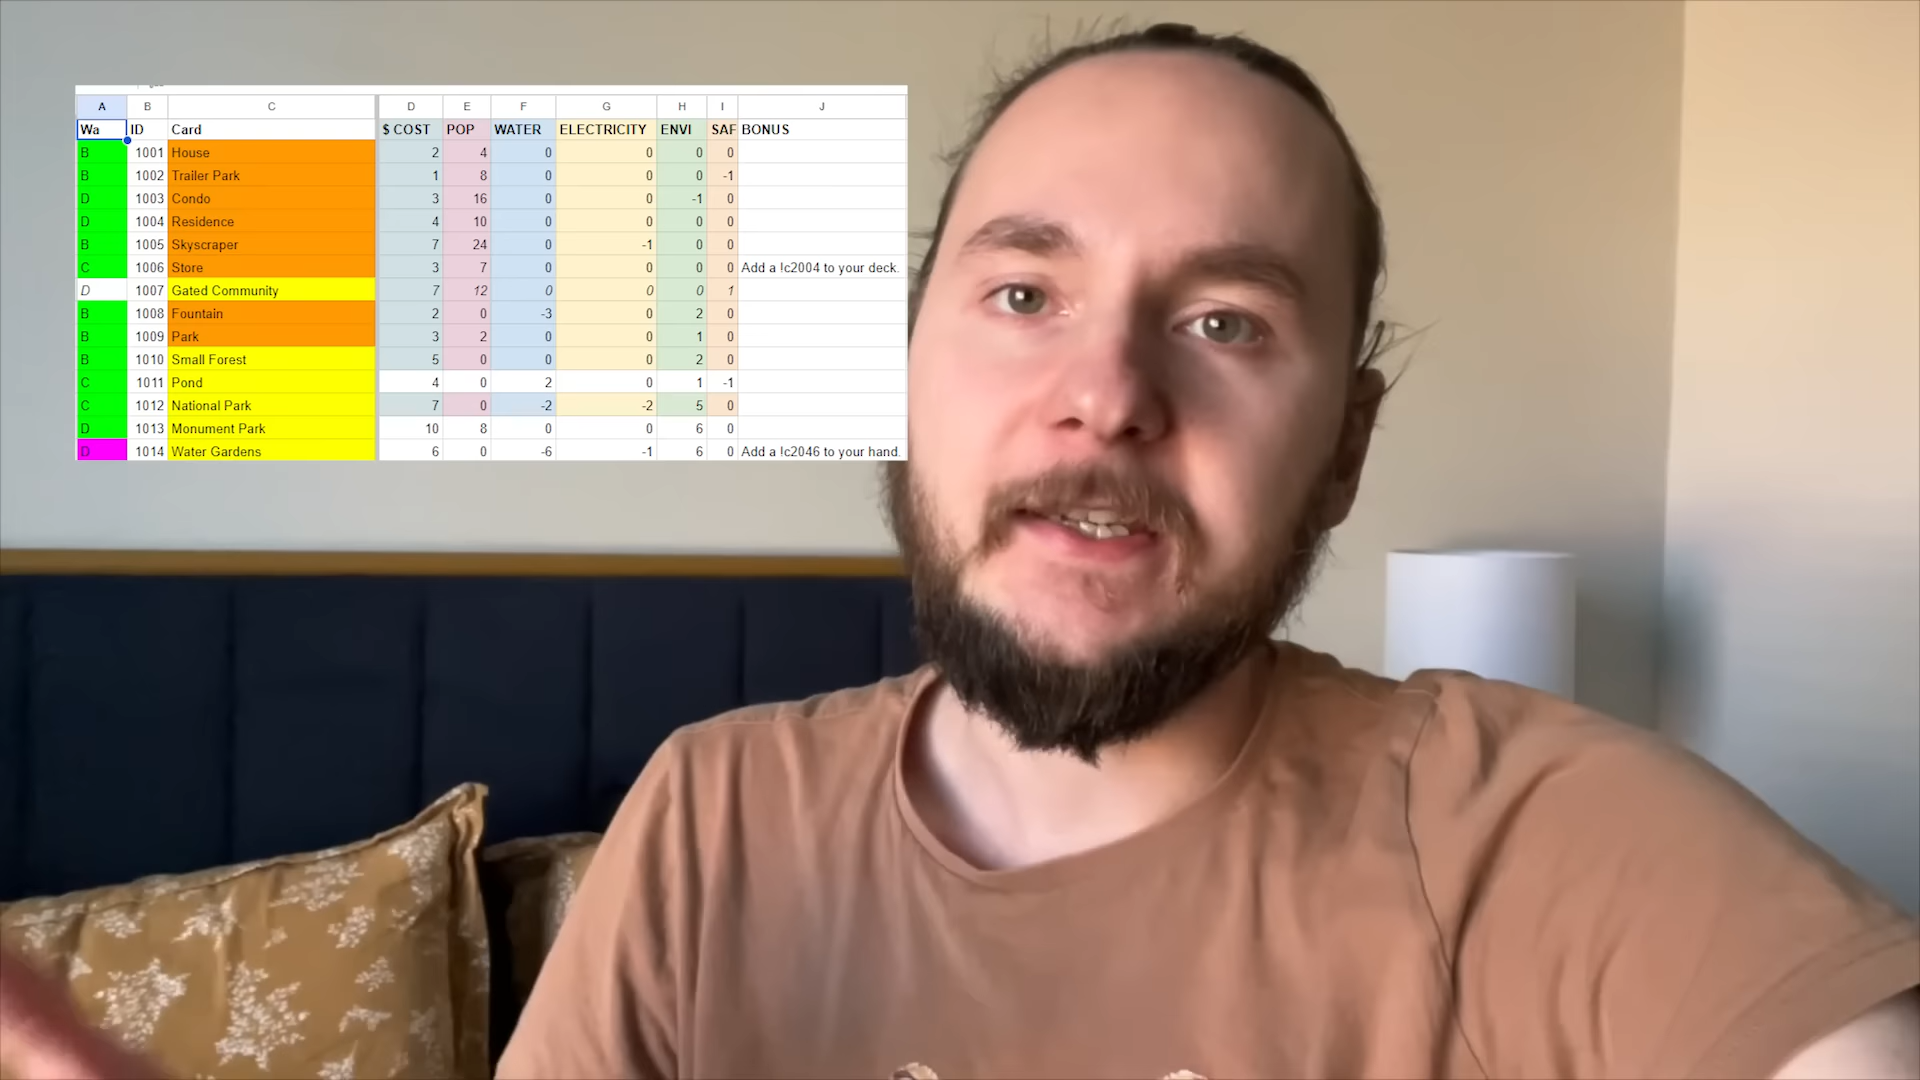 A B C D E F G H I J
Wa ID Card $ COST POP WATER ELECTRICITY ENVI SAF BONUS
B 1001 House 2 4 0 0 0 0
B 1002 Trailer Park 1 8 0 0 0 -1
D 1003 Condo 3 16 0 0 -1 0
D 1004 Residence 4 10 0 0 0 0
B 1005 Skyscraper 7 24 0 -1 0 0
C 1006 Store 3 7 0 0 0 0 Add a !c2004 to your deck.
D 1007 Gated Community 7 12 0 0 0 1
B 1008 Fountain 2 0 -3 0 2 0
B 1009 Park 3 2 0 0 1 0
B 1010 Small Forest 5 0 0 0 2 0
C 1011 Pond 4 0 2 0 1 -1
C 1012 National Park 7 0 -2 -2 5 0
D 1013 Monument Park 10 8 0 0 6 0
D 1014 Water Gardens 6 0 -6 -1 6 0 Add a !c2046 to your hand.